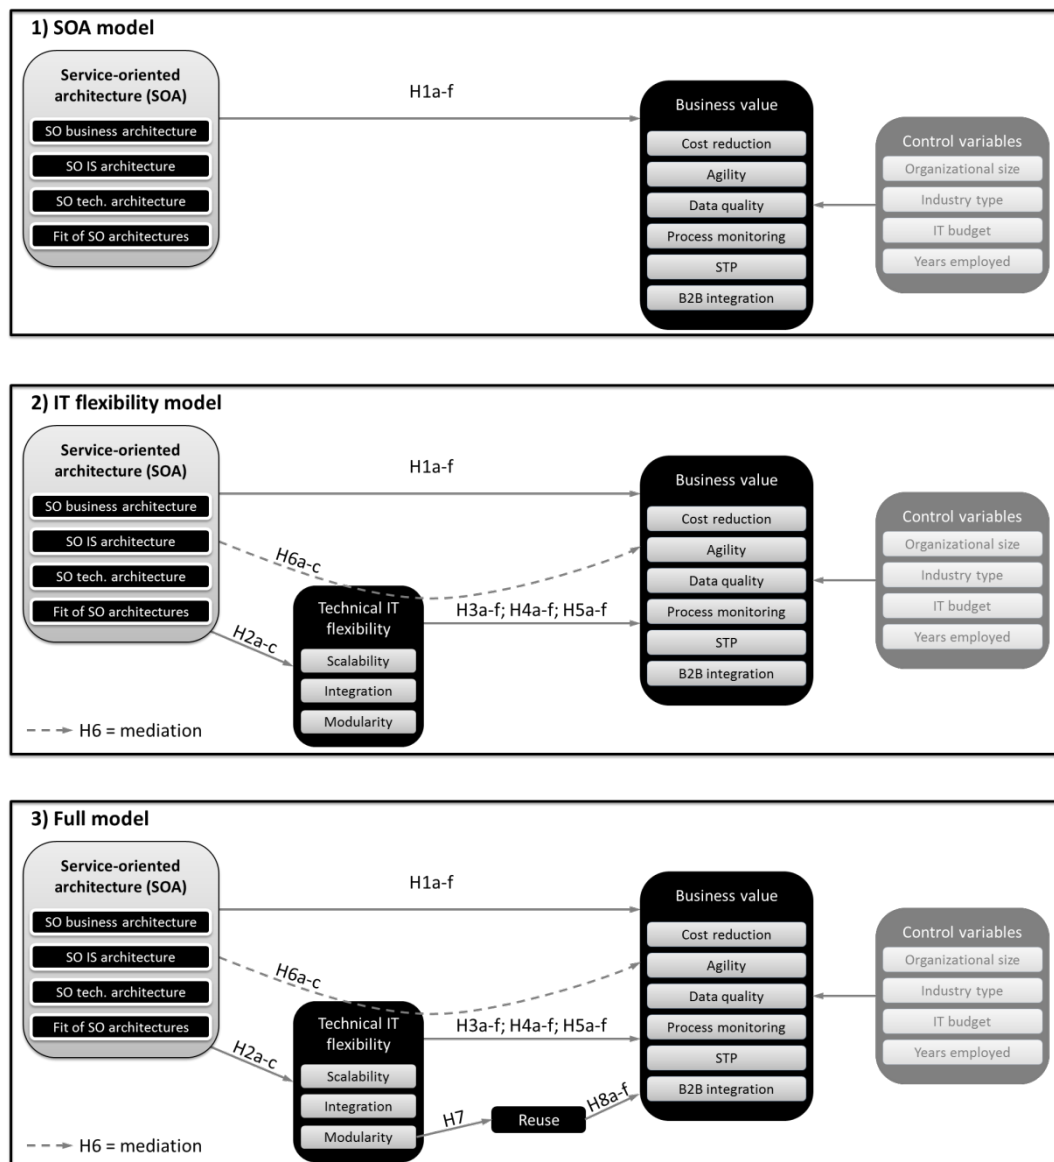 1) SOA model
Service-oriented
architecture (SOA)
SO business architecture
SO IS architecture
SO tech. architecture
Fit of SO architectures
H1a-f
Business value
Cost reduction
Agility
Data quality
Process monitoring
STP
B2B integration
Control variables
Organizational size
Industry type
IT budget
Years employed
2) IT flexibility model
Service-oriented
architecture (SOA)
SO business architecture
SO IS architecture
SO tech. architecture
Fit of SO architectures
H1a-f
H6a-c
H2a-c
Technical IT
flexibility
Scalability
Integration
Modularity
H3a-f; H4a-f; H5a-f
Business value
Cost reduction
Agility
Data quality
Process monitoring
STP
B2B integration
Control variables
Organizational size
Industry type
IT budget
Years employed
H6 = mediation
3) Full model
Service-oriented
architecture (SOA)
SO business architecture
SO IS architecture
SO tech. architecture
Fit of SO architectures
H1a-f
H6a-c
H2a-c
Technical IT
flexibility
Scalability
Integration
Modularity
H3a-f; H4a-f; H5a-f
H7
Reuse
H8a-f
Business value
Cost reduction
Agility
Data quality
Process monitoring
STP
B2B integration
Control variables
Organizational size
Industry type
IT budget
Years employed
H6 = mediation